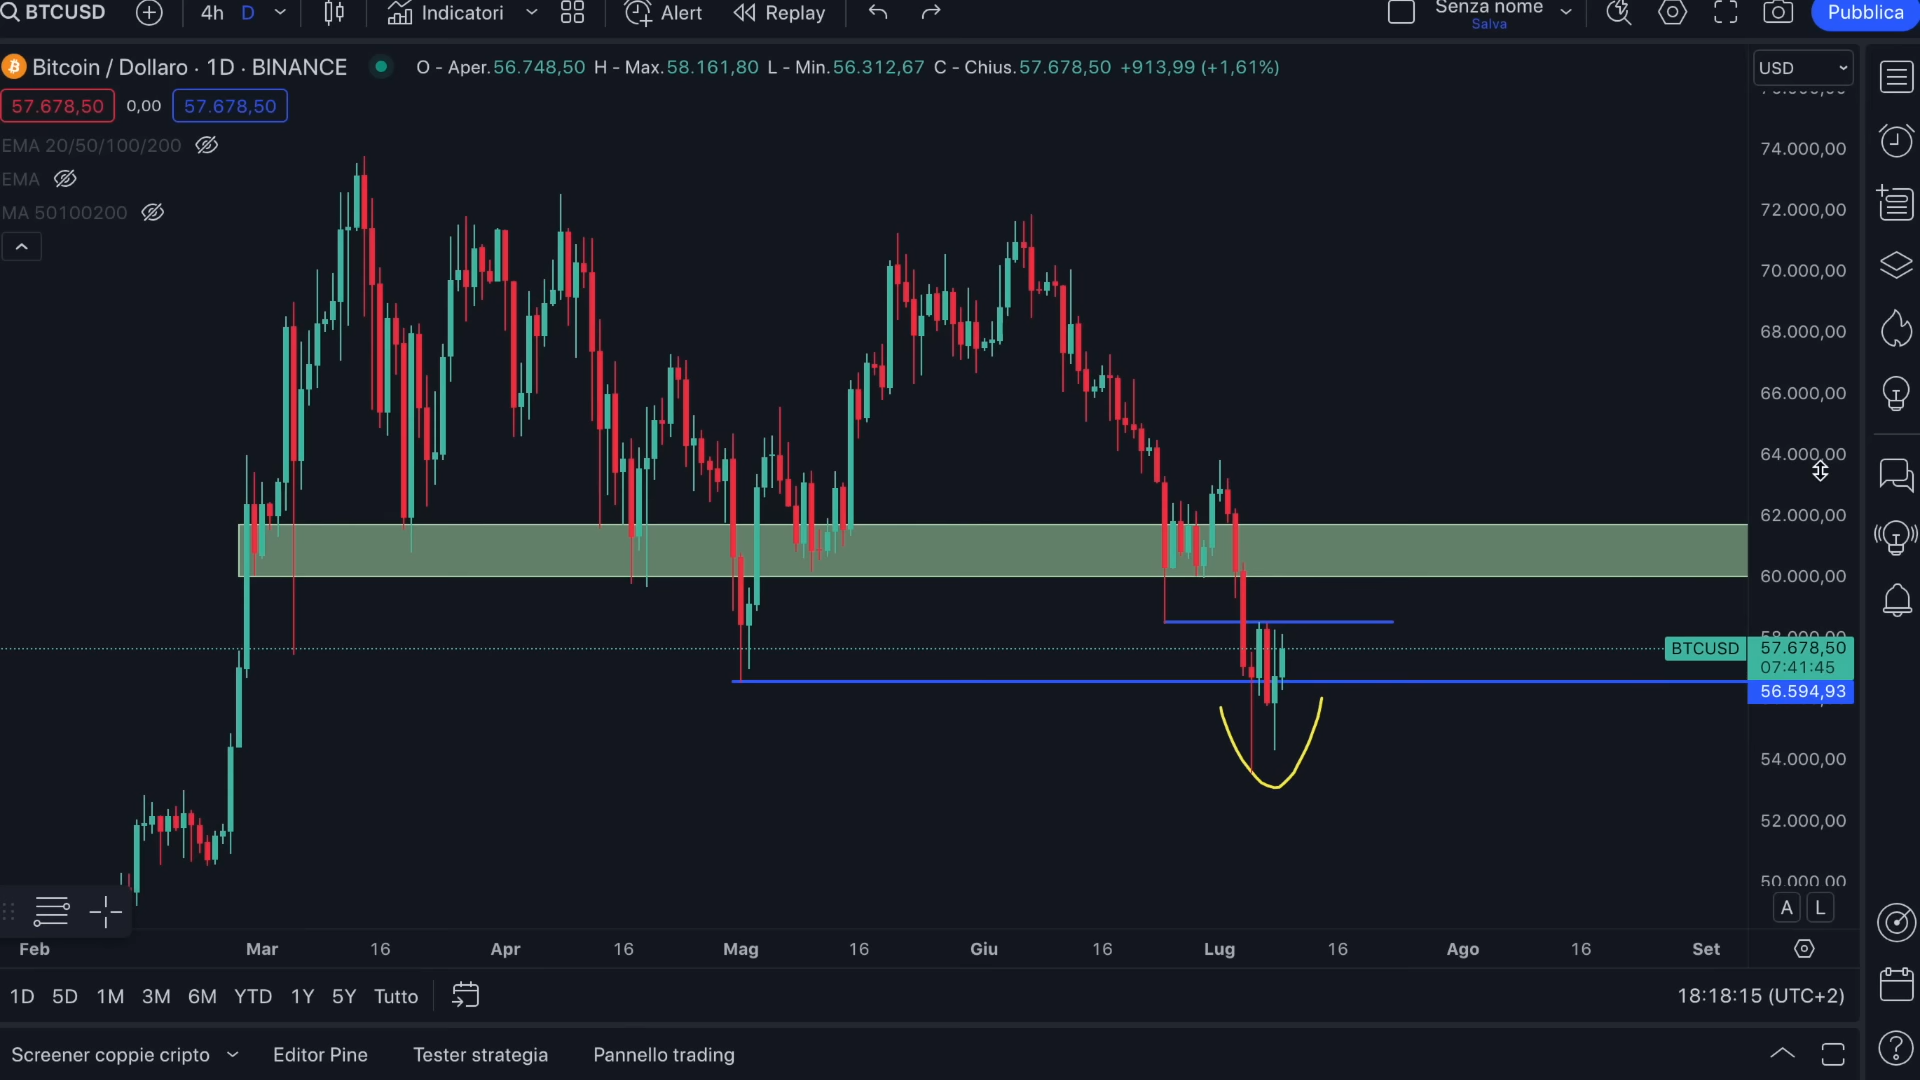 BTCUSD 4h D Indicatori Alert Replay Senza nome Pubblica
Salva
Bitcoin / Dollaro · 1D · BINANCE O - Aper.56.748,50 H - Max.58.161,80 L - Min.56.312,67 C - Chius.57.678,50 +913,99 (+1,61%) USD
57.678,50 0,00 57.678,50
EMA 20/50/100/200
EMA
MA 50100200
74.000,00
72.000,00
70.000,00
68.000,00
66.000,00
64.000,00
62.000,00
60.000,00
58.000,00
BTCUSD 57.678,50
07:41:45
56.594,93
54.000,00
52.000,00
50.000,00
A L
Feb Mar 16 Apr 16 Mag 16 Giu 16 Lug 16 Ago 16 Set
1D 5D 1M 3M 6M YTD 1Y 5Y Tutto 18:18:15 (UTC+2)
Screener coppie cripto Editor Pine Tester strategia Pannello trading